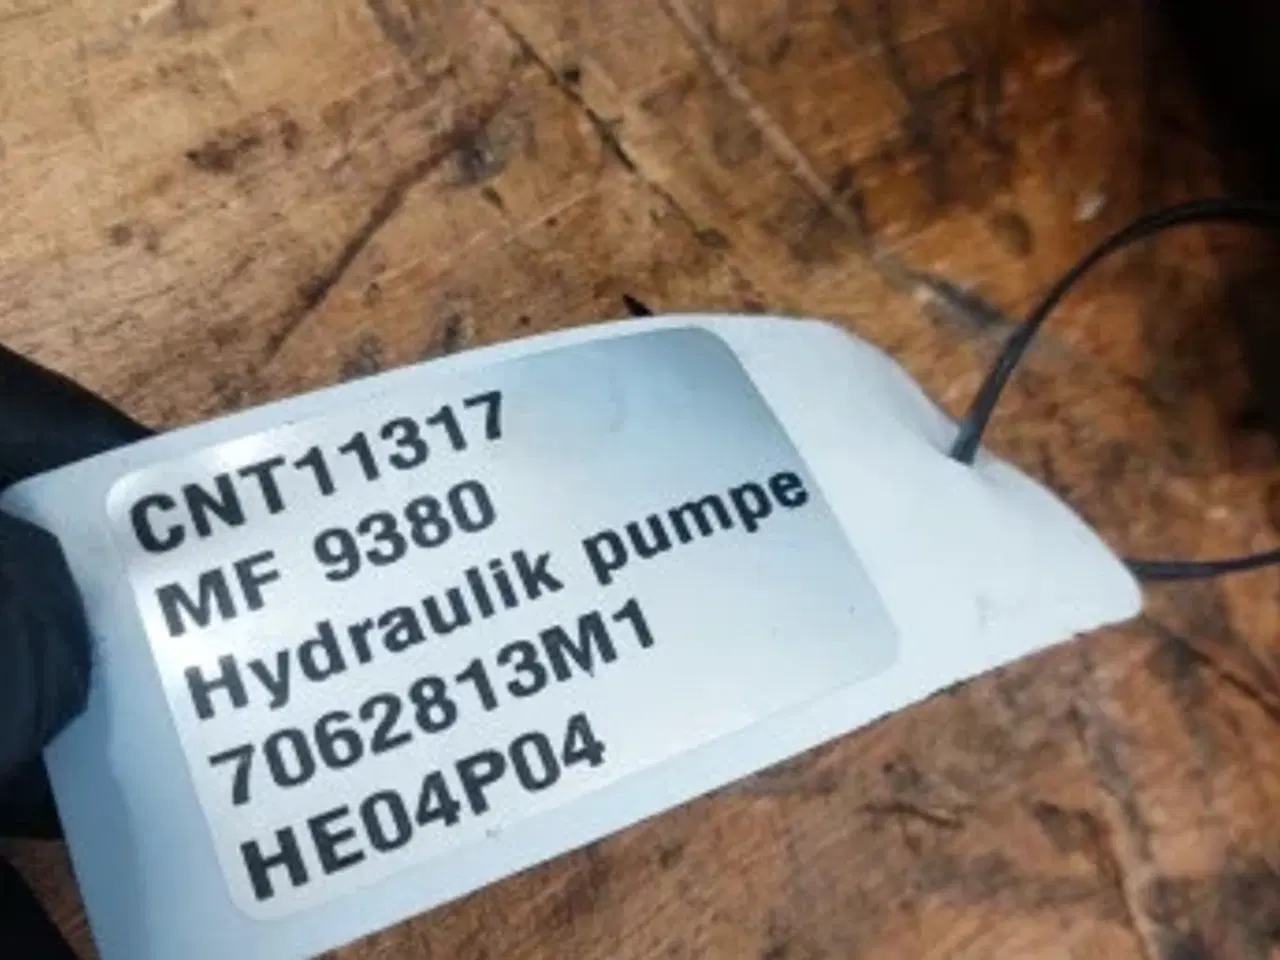 CNT11317
MF 9380
Hydraulik pumpe
7062813M1
HE04P04